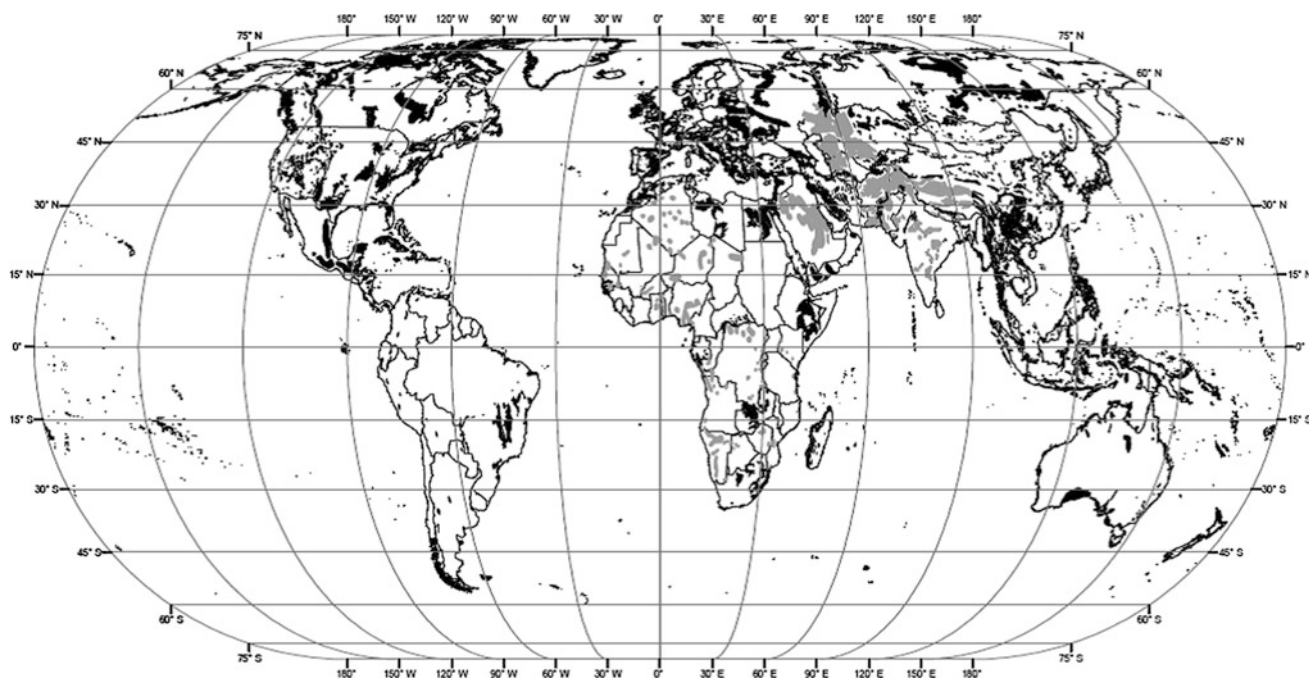 180° 150° W 120° W 90° W 60° W 30° W 0° 30° E 60° E 90° E 120° E 150° E 180°
75° N 75° N
60° N 60° N
45° N 45° N
30° N 30° N
15° N 15° N
0° 0°
15° S 15° S
30° S 30° S
45° S 45° S
60° S 60° S
75° S 75° S
180° 150° W 120° W 90° W 60° W 30° W 0° 30° E 60° E 90° E 120° E 150° E 180°